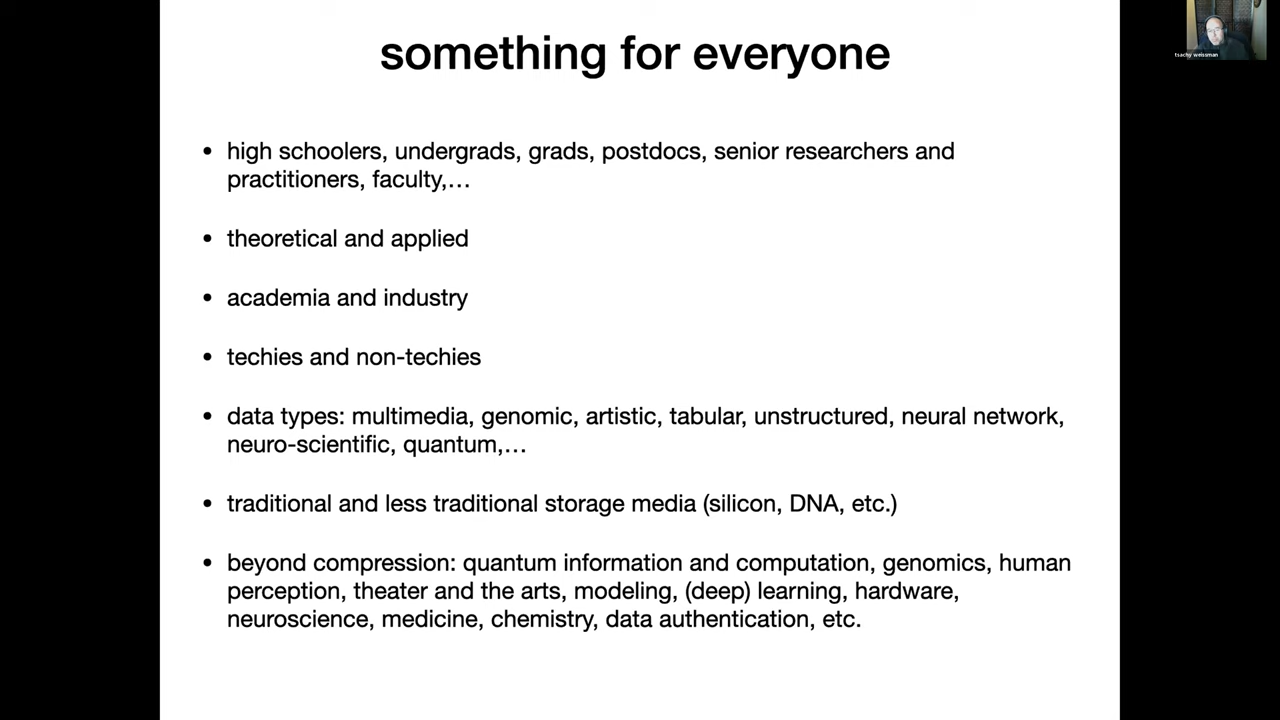 something for everyone
tsachy weissman
• high schoolers, undergrads, grads, postdocs, senior researchers and
practitioners, faculty,…
• theoretical and applied
• academia and industry
• techies and non-techies
• data types: multimedia, genomic, artistic, tabular, unstructured, neural network,
neuro-scientific, quantum,…
• traditional and less traditional storage media (silicon, DNA, etc.)
• beyond compression: quantum information and computation, genomics, human
perception, theater and the arts, modeling, (deep) learning, hardware,
neuroscience, medicine, chemistry, data authentication, etc.